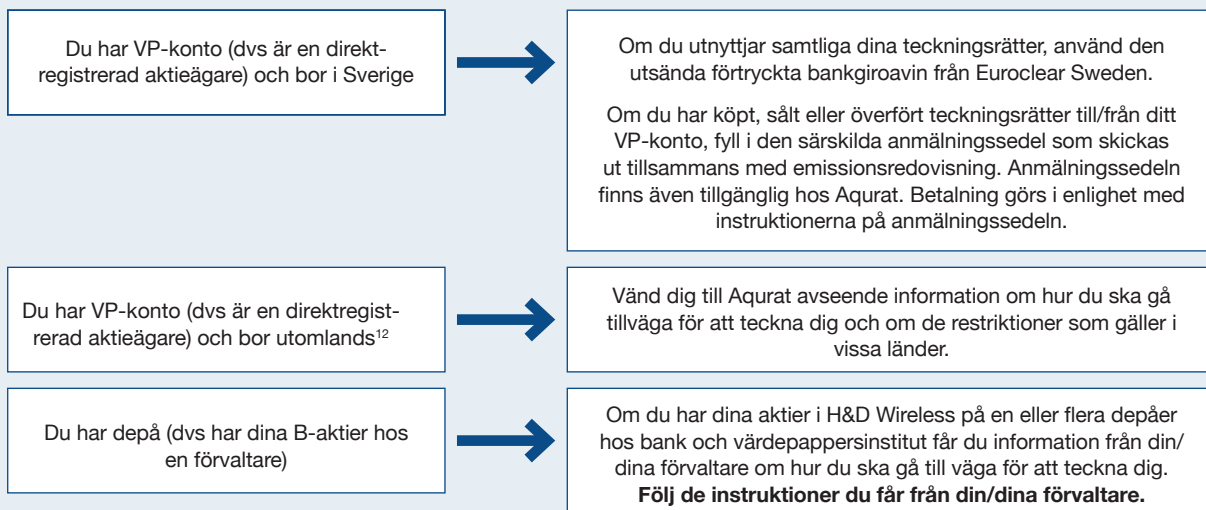 Du har VP-konto (dvs är en direkt-
registrerad aktieägare) och bor i Sverige
Om du utnyttjar samtliga dina teckningsrätter, använd den
utsända förtryckta bankgiroavin från Euroclear Sweden.
Om du har köpt, sålt eller överfört teckningsrätter till/från ditt
VP-konto, fyll i den särskilda anmälningssedel som skickas
ut tillsammans med emissionsredovisning. Anmälningssedeln
finns även tillgänglig hos Aqurat. Betalning görs i enlighet med
instruktionerna på anmälningssedeln.
Du har VP-konto (dvs är en direktregist-
rerad aktieägare) och bor utomlands¹²
Vänd dig till Aqurat avseende information om hur du ska gå
tillväga för att teckna dig och om de restriktioner som gäller i
vissa länder.
Du har depå (dvs har dina B-aktier hos
en förvaltare)
Om du har dina aktier i H&D Wireless på en eller flera depåer
hos bank och värdepappersinstitut får du information från din/
dina förvaltare om hur du ska gå till väga för att teckna dig.
Följ de instruktioner du får från din/dina förvaltare.